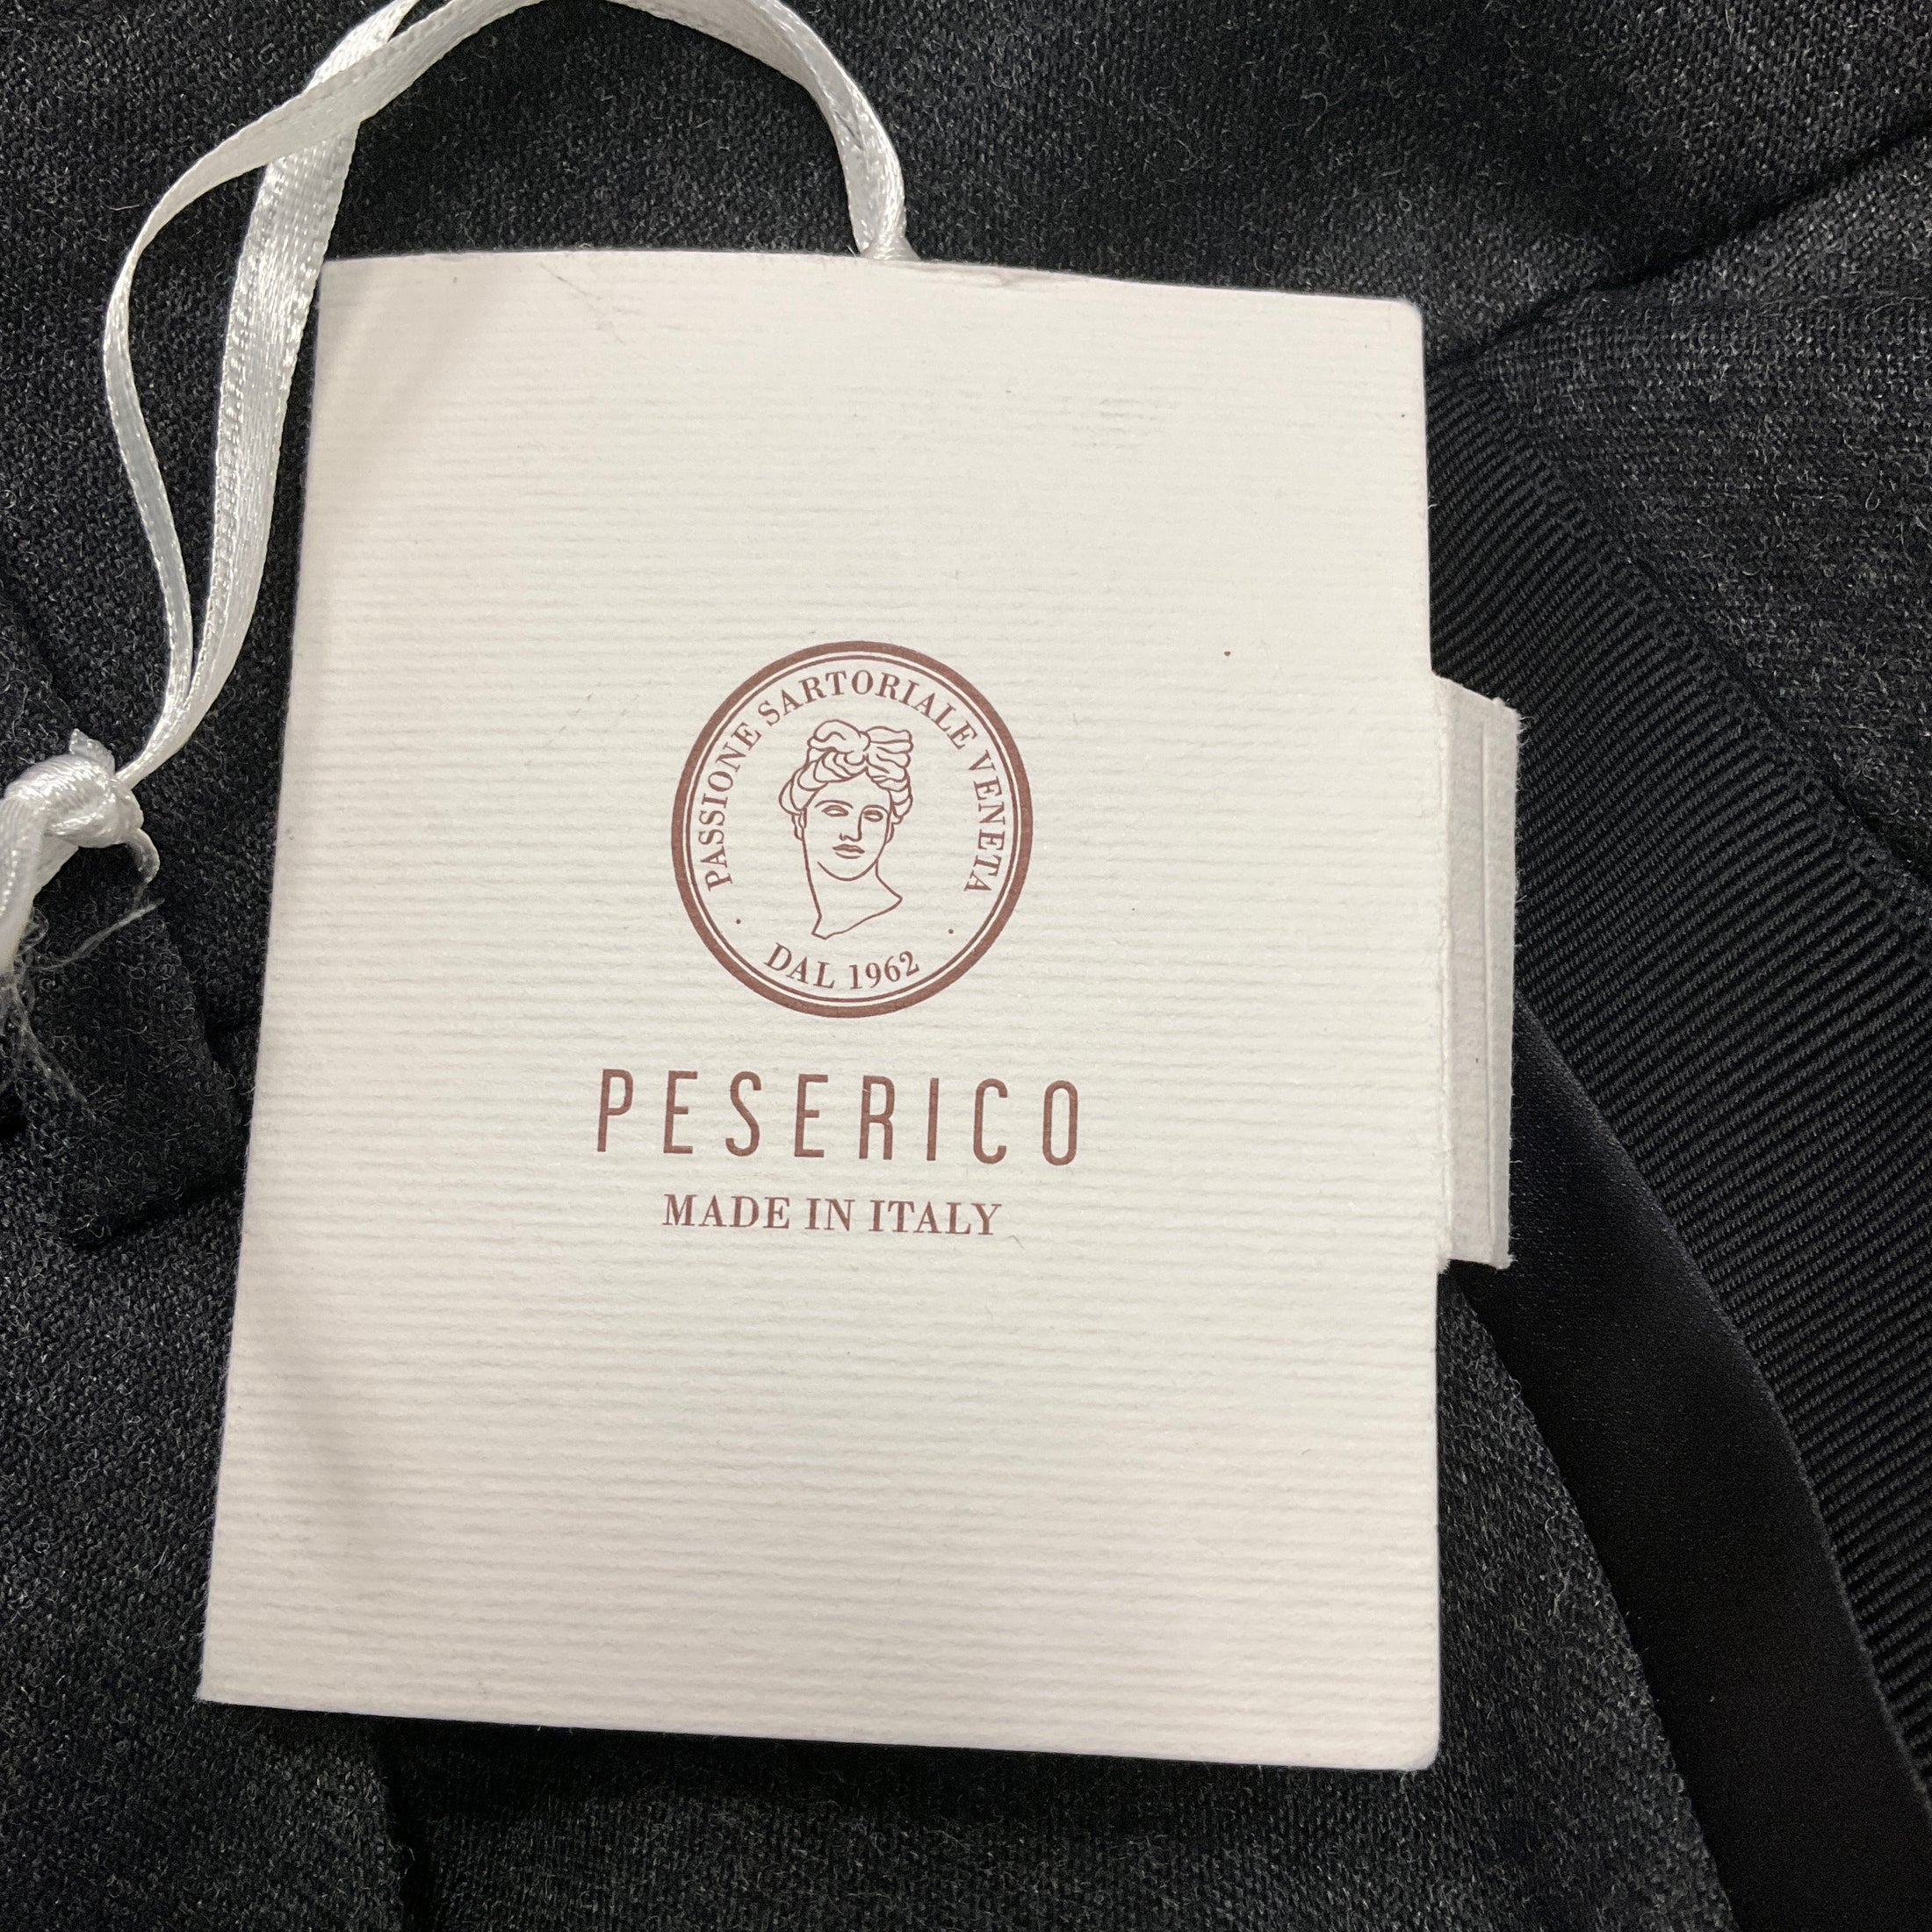 PASSIONE SARTORIALE VENETA
DAL 1962
PESERICO
MADE IN ITALY